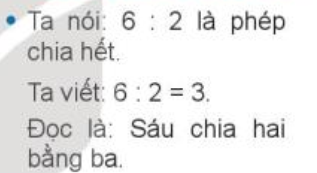 • Ta nói: 6 : 2 là phép
chia hết.
Ta viết: 6 : 2 = 3.
Đọc là: Sáu chia hai
bằng ba.